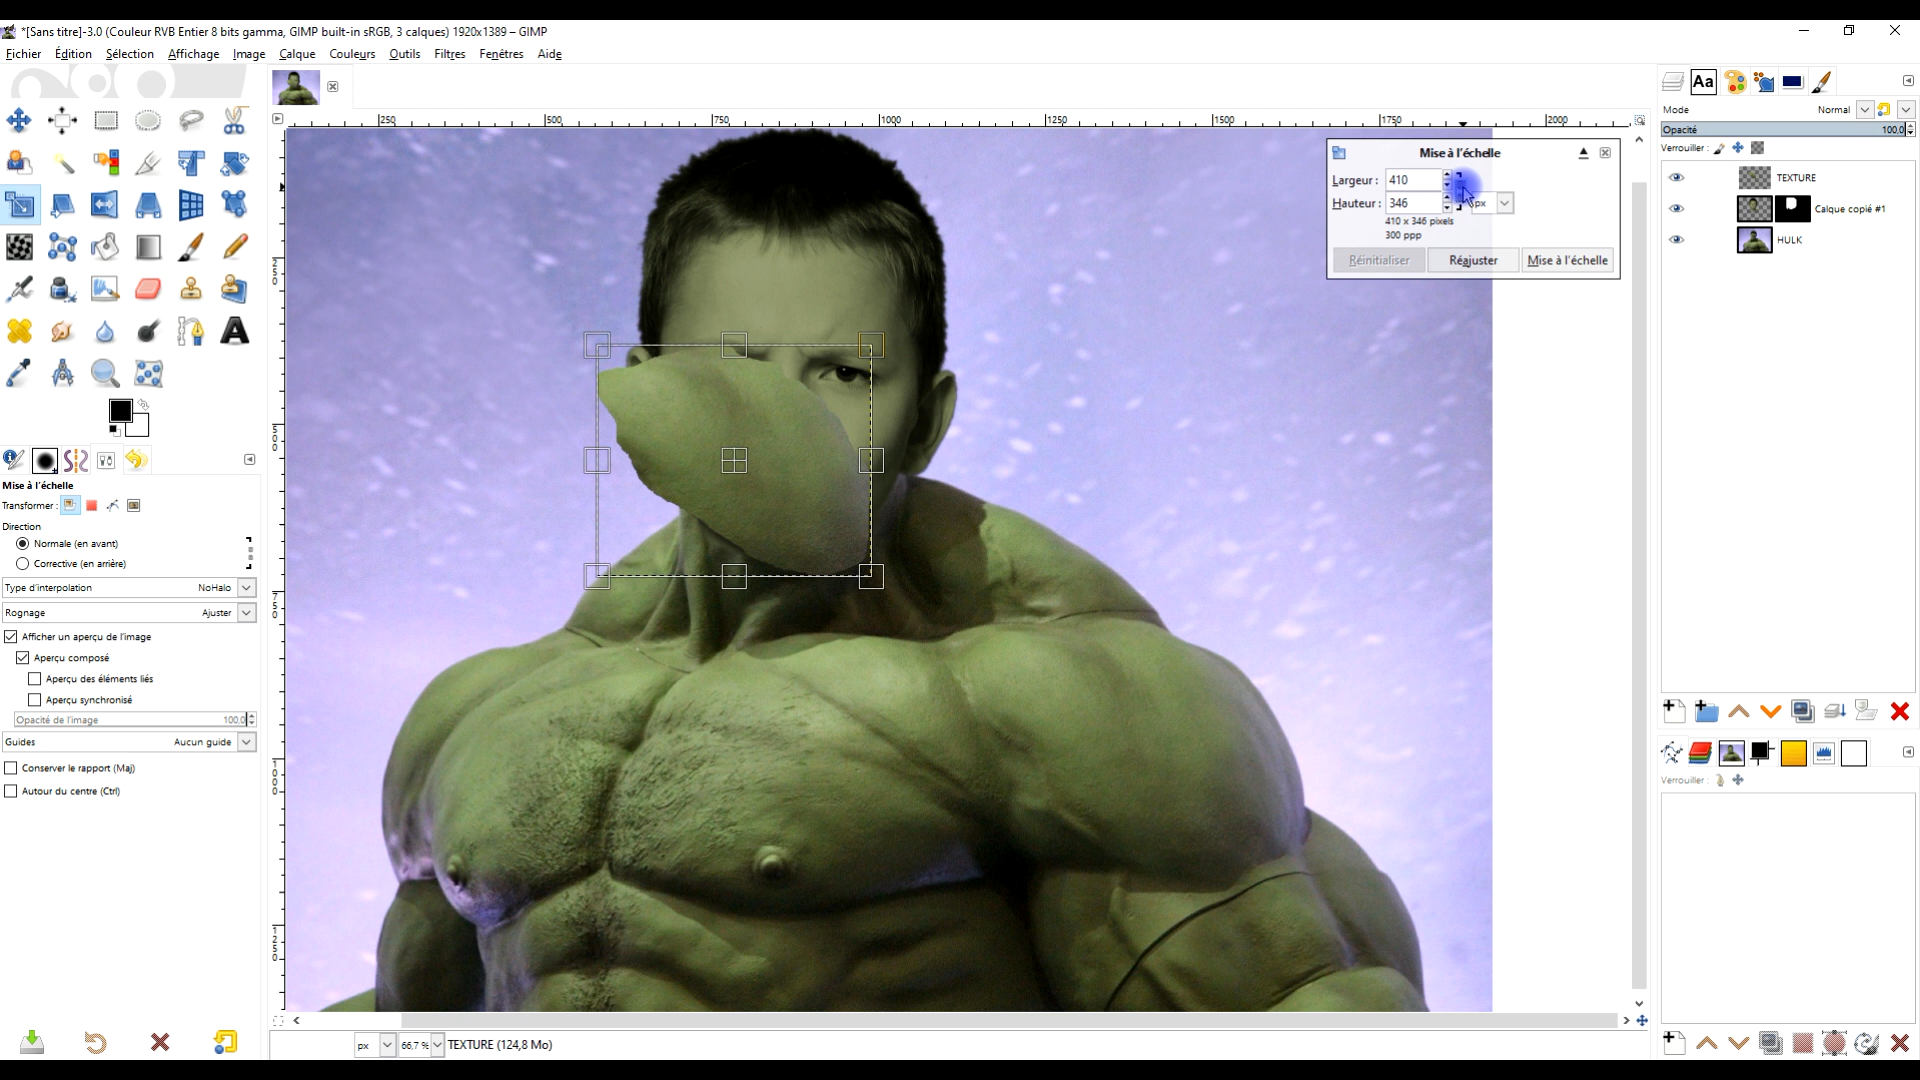 *[Sans titre]-3.0 (Couleur RVB Entier 8 bits gamma, GIMP built-in sRGB, 3 calques) 1920x1389 – GIMP
Fichier Édition Sélection Affichage Image Calque Couleurs Outils Filtres Fenêtres Aide
250 500 750 1000 1250 1500 1750 2000
Mise à l'échelle
Largeur : 410
Hauteur : 346 px
410 x 346 pixels
300 ppp
Réinitialiser Réajuster Mise à l'échelle
250
500
750
1000
1250
Mise à l'échelle
Transformer :
Direction
Normale (en avant)
Corrective (en arrière)
Type d'interpolation NoHalo
Rognage Ajuster
Afficher un aperçu de l'image
Aperçu composé
Aperçu des éléments liés
Aperçu synchronisé
Opacité de l'image 100,0
Guides Aucun guide
Conserver le rapport (Maj)
Autour du centre (Ctrl)
px 66,7 % TEXTURE (124,8 Mo)
Aa
Mode Normal
Opacité 100,0
Verrouiller :
TEXTURE
Calque copié #1
HULK
Verrouiller :